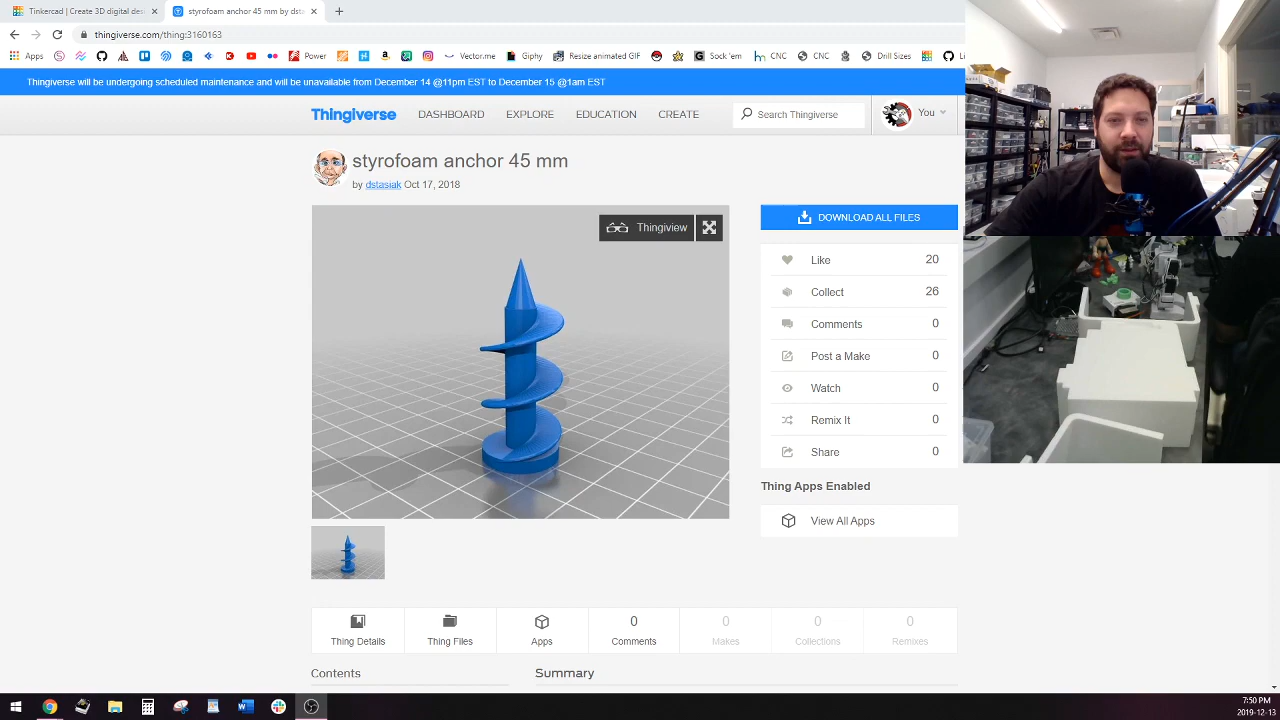 Tinkercad | Create 3D digital des
styrofoam anchor 45 mm by dsta
thingiverse.com/thing:3160163
Apps
Power
Vector.me
Giphy
Resize animated GIF
Sock 'em
CNC
CNC
Drill Sizes
Li
Thingiverse will be undergoing scheduled maintenance and will be unavailable from December 14 @11pm EST to December 15 @1am EST
Thingiverse
DASHBOARD
EXPLORE
EDUCATION
CREATE
Search Thingiverse
You
styrofoam anchor 45 mm
by dstasiak Oct 17, 2018
Thingiview
DOWNLOAD ALL FILES
Like 20
Collect 26
Comments 0
Post a Make 0
Watch 0
Remix It 0
Share 0
Thing Apps Enabled
View All Apps
Thing Details
Thing Files
Apps
0
Comments
0
Makes
0
Collections
0
Remixes
Contents
Summary
7:50 PM
2019-12-13